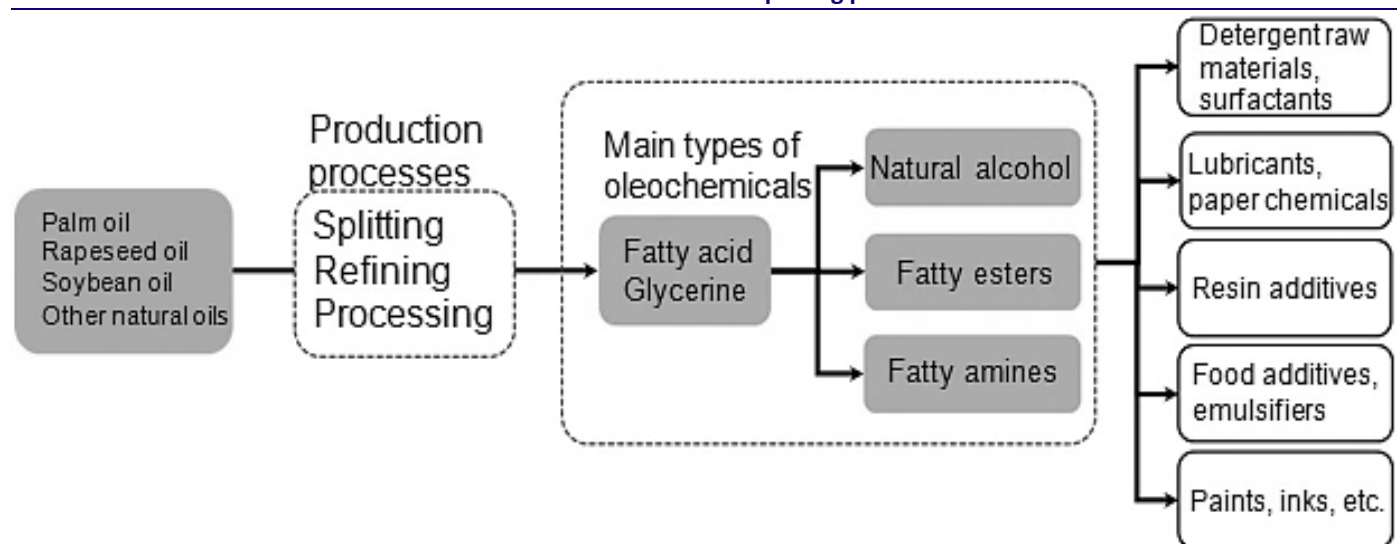 Palm oil
Rapeseed oil
Soybean oil
Other natural oils
Production
processes
Splitting
Refining
Processing
Main types of
oleochemicals
Fatty acid
Glycerine
Natural alcohol
Fatty esters
Fatty amines
Detergent raw
materials,
surfactants
Lubricants,
paper chemicals
Resin additives
Food additives,
emulsifiers
Paints, inks, etc.